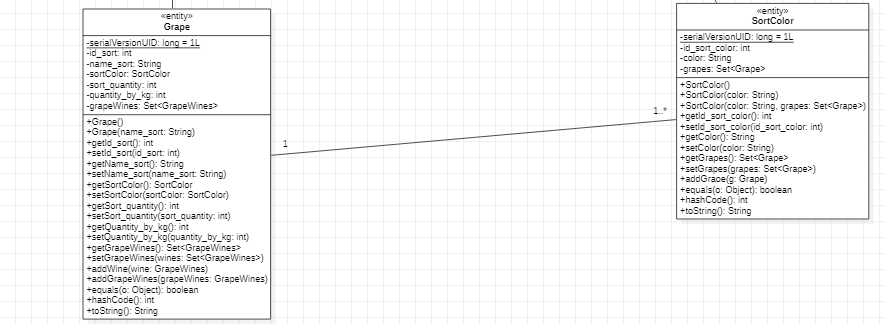 «entity»
Grape
-serialVersionUID: long = 1L
-id_sort: int
-name_sort: String
-sortColor: SortColor
-sort_quantity: int
-quantity_by_kg: int
-grapeWines: Set<GrapeWines>
+Grape()
+Grape(name_sort: String)
+getId_sort(): int
+setId_sort(id_sort: int)
+getName_sort(): String
+setName_sort(name_sort: String)
+getSortColor(): SortColor
+setSortColor(sortColor: SortColor)
+getSort_quantity(): int
+setSort_quantity(sort_quantity: int)
+getQuantity_by_kg(): int
+setQuantity_by_kg(quantity_by_kg: int)
+getGrapeWines(): Set<GrapeWines>
+setGrapeWines(wines: Set<GrapeWines>)
+addWine(wine: GrapeWines)
+addGrapeWines(grapeWines: GrapeWines)
+equals(o: Object): boolean
+hashCode(): int
+toString(): String
1
1..*
«entity»
SortColor
-serialVersionUID: long = 1L
-id_sort_color: int
-color: String
-grapes: Set<Grape>
+SortColor()
+SortColor(color: String)
+SortColor(color: String, grapes: Set<Grape>)
+getId_sort_color(): int
+setId_sort_color(id_sort_color: int)
+getColor(): String
+setColor(color: String)
+getGrapes(): Set<Grape>
+setGrapes(grapes: Set<Grape>)
+addGraoe(g: Grape)
+equals(o: Object): boolean
+hashCode(): int
+toString(): String